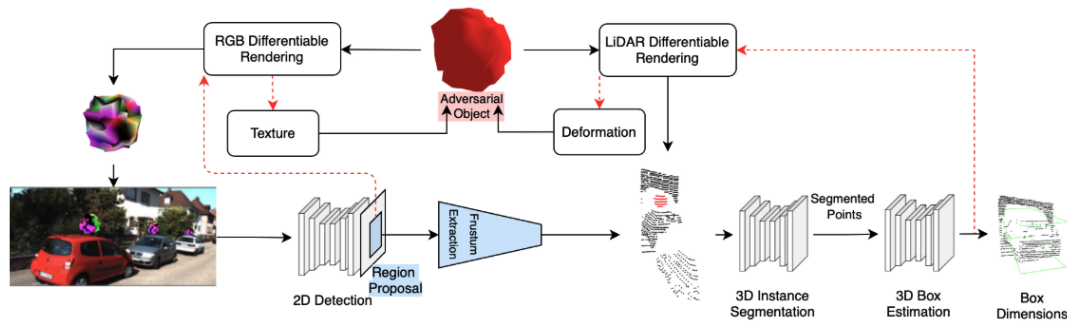 RGB Differentiable
Rendering
LiDAR Differentiable
Rendering
Adversarial
Object
Texture
Deformation
Frustum
Extraction
Segmented
Points
Region
Proposal
2D Detection
3D Instance
Segmentation
3D Box
Estimation
Box
Dimensions